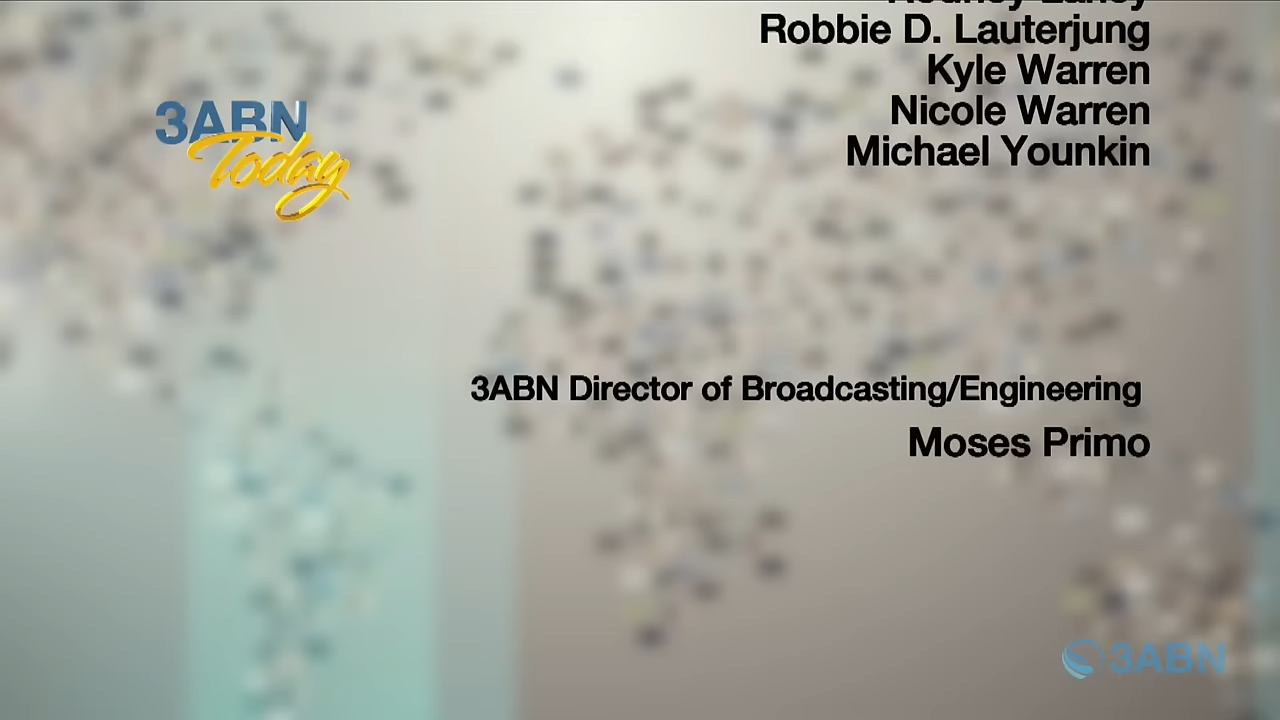 Robbie D. Lauterjung
Kyle Warren
Nicole Warren
Michael Younkin
3ABN
Today
3ABN Director of Broadcasting/Engineering
Moses Primo
3ABN